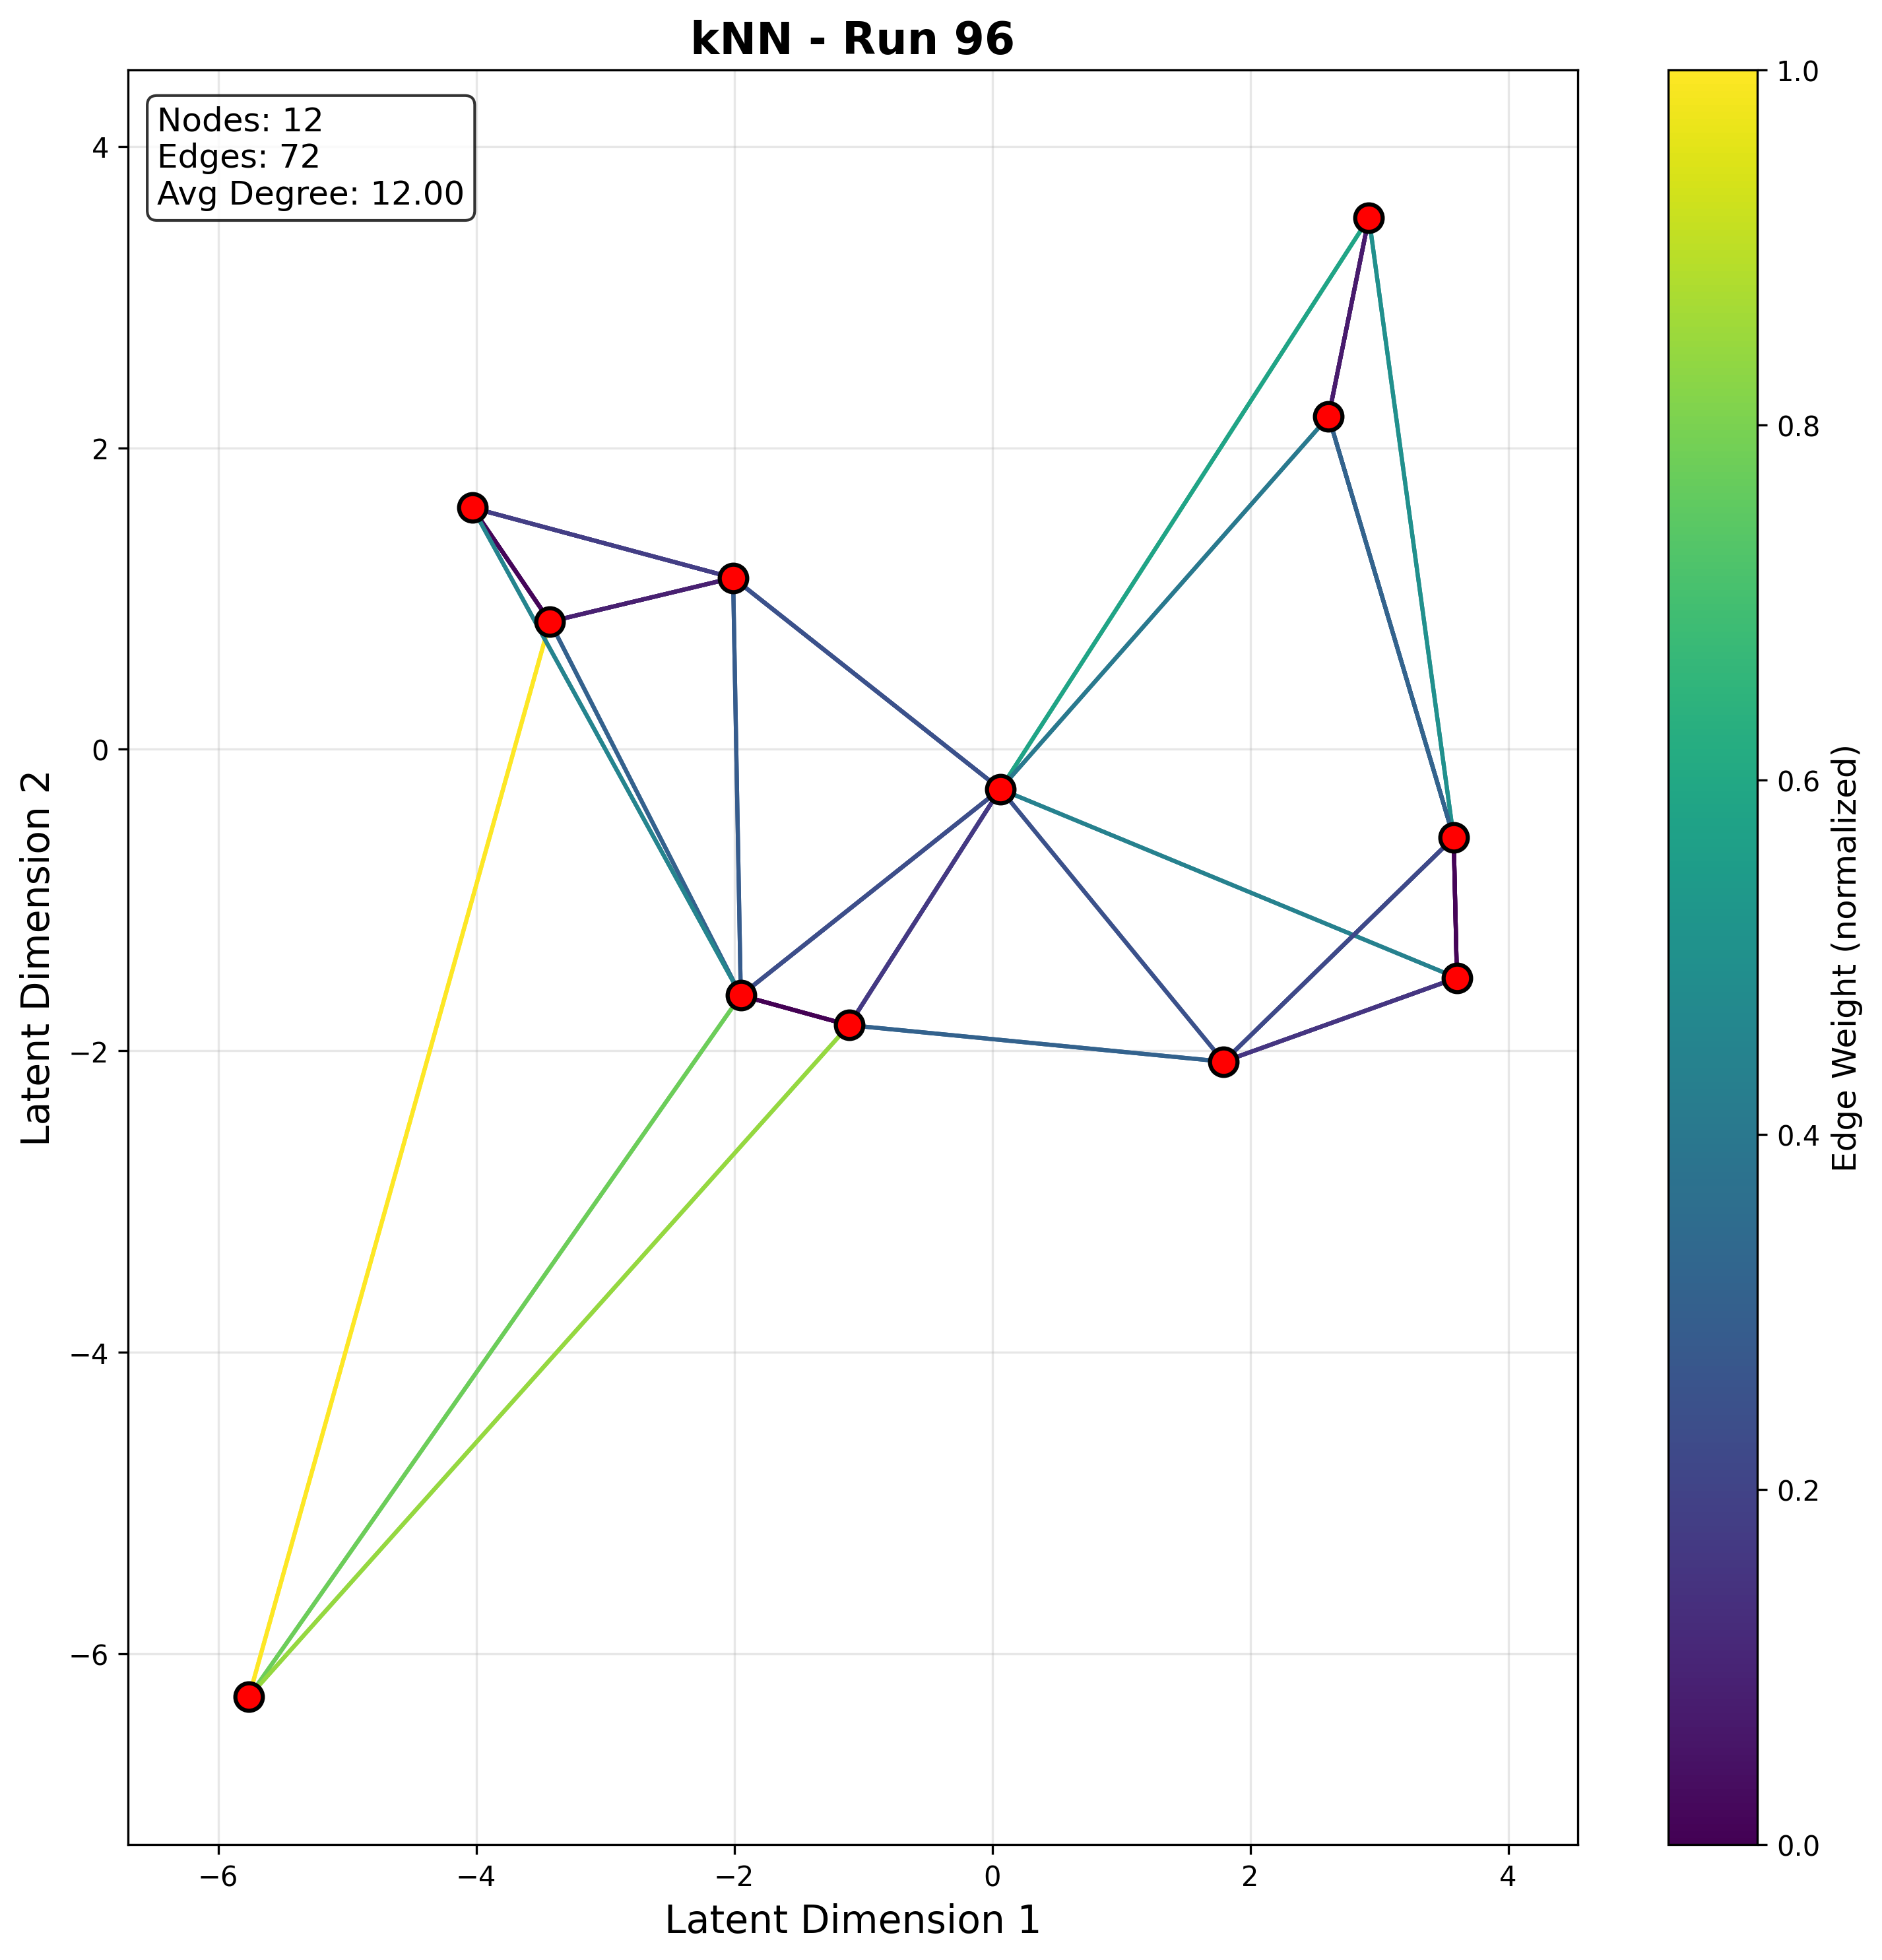 kNN - Run 96
Nodes: 12
Edges: 72
Avg Degree: 12.00
4
2
0
−2
−4
−6
−6
−4
−2
0
2
4
Latent Dimension 1
Latent Dimension 2
1.0
0.8
0.6
0.4
0.2
0.0
Edge Weight (normalized)